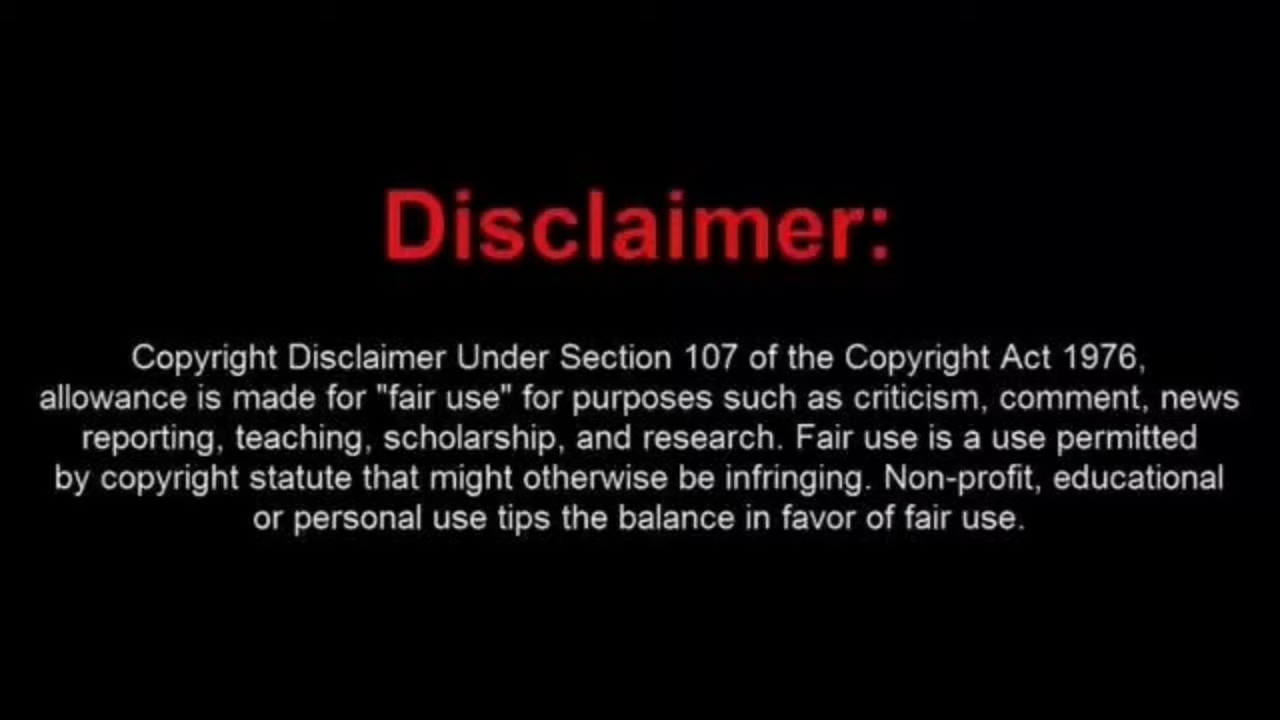 Disclaimer:
Copyright Disclaimer Under Section 107 of the Copyright Act 1976,
allowance is made for "fair use" for purposes such as criticism, comment, news
reporting, teaching, scholarship, and research. Fair use is a use permitted
by copyright statute that might otherwise be infringing. Non-profit, educational
or personal use tips the balance in favor of fair use.